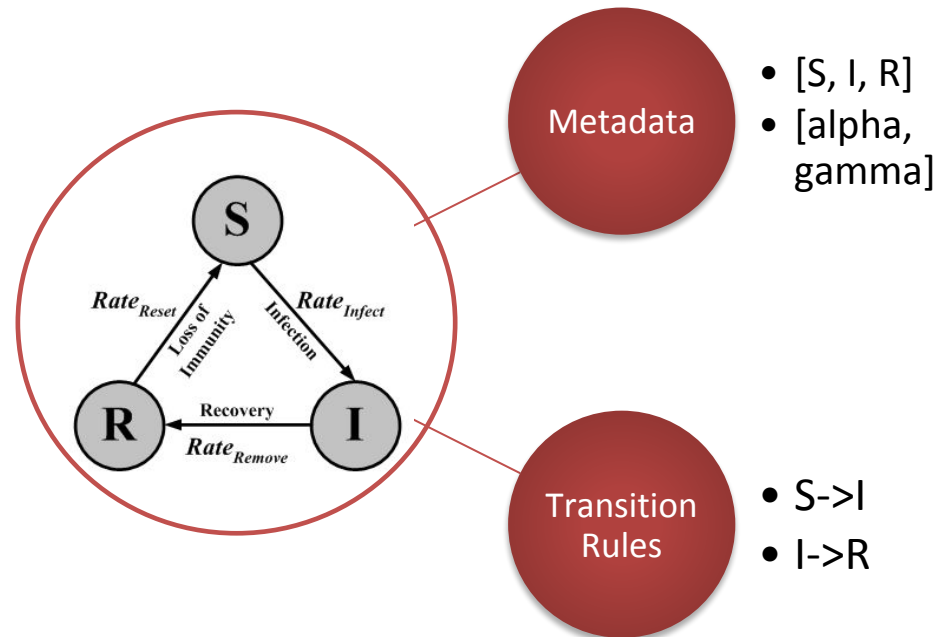 S
Rate_Reset
Loss of
Immunity
Infection
Rate_Infect
R
Recovery
Rate_Remove
I
Metadata
• [S, I, R]
• [alpha,
gamma]
Transition
Rules
• S->I
• I->R